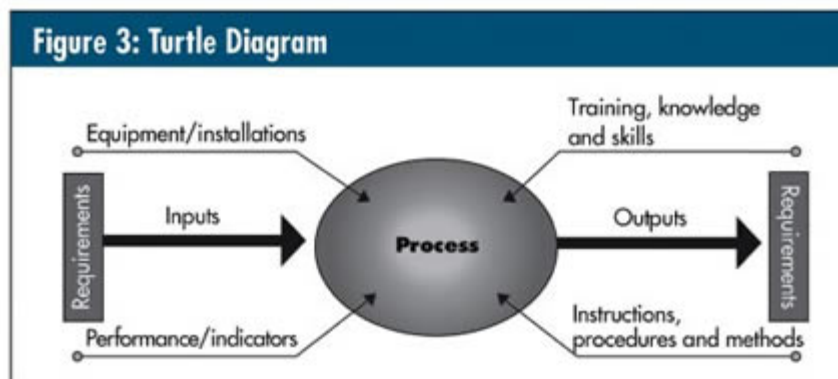 Figure 3: Turtle Diagram
Equipment/installations
Training, knowledge
and skills
Requirements
Inputs
Process
Outputs
Requirements
Performance/indicators
Instructions,
procedures and methods